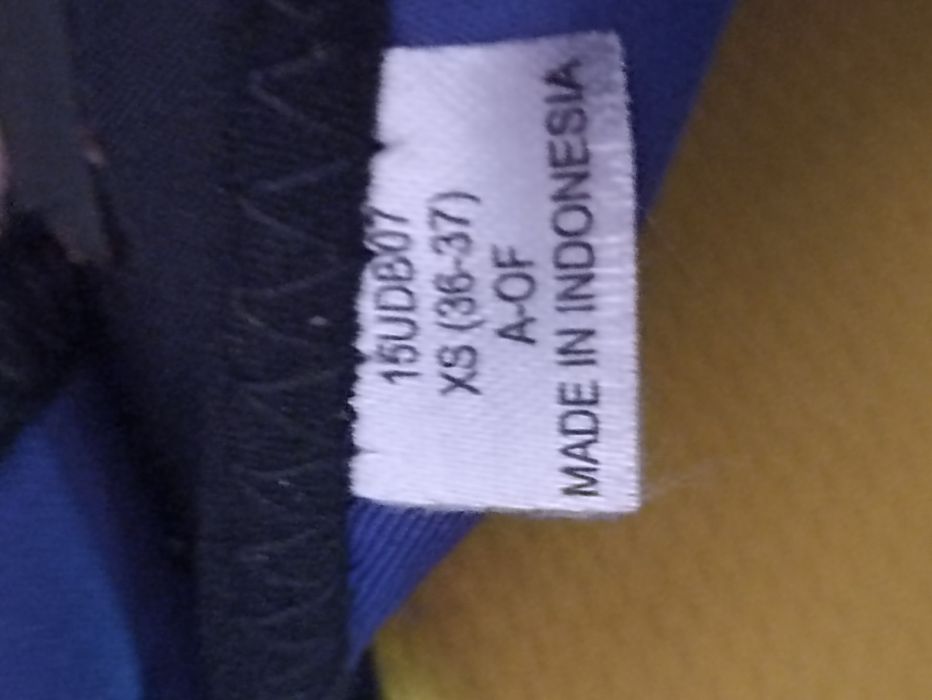 15UDB07
XS (36-37)
A-OF
MADE IN INDONESIA